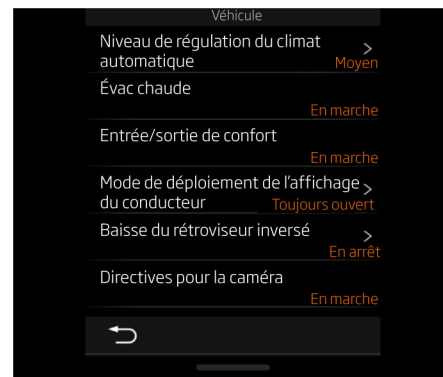 Véhicule
Niveau de régulation du climat
automatique
Moyen
Évac chaude
En marche
Entrée/sortie de confort
En marche
Mode de déploiement de l'affichage
du conducteur
Toujours ouvert
Baisse du rétroviseur inversé
En arrêt
Directives pour la caméra
En marche